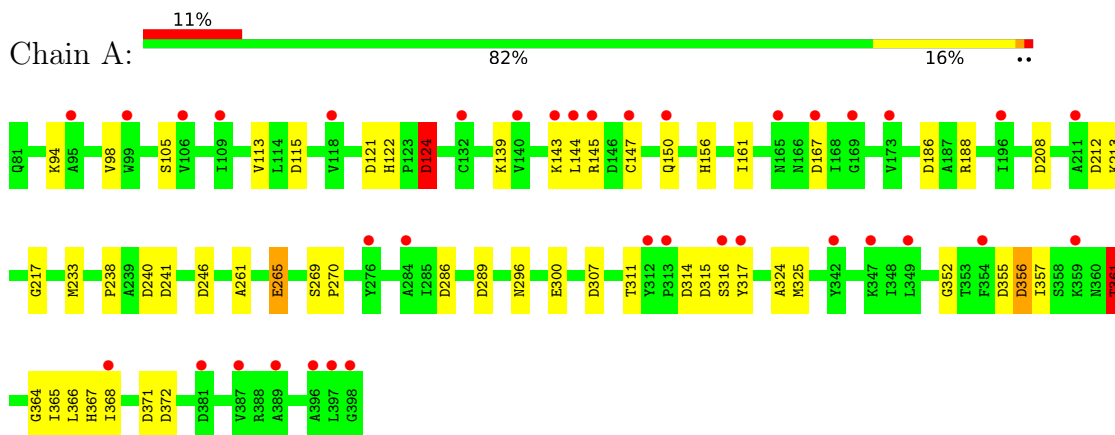 11%
Chain A:
82% 16% ••
Q81 K94 A95 V98 W99 S105 V106 I109 V113 L114 D115 V118 D121 H122 P123 D124 C132 K139 V140 K143 L144 R145 D146 C147 Q150 H156 I161 N165 N166 D167 I168 G169 V173 D186 A187 R188 I196 D208 A211 D212 K213
G217 M233 P238 A239 D240 D241 D246 A261 E265 S269 P270 Y276 A284 I285 D286 D289 N296 E300 D307 T311 Y312 P313 D314 D315 S316 Y317 A324 M325 Y342 K347 I348 L349 G352 T353 F354 D355 D356 I357 S358 K359 N360 T361
G364 I365 L366 H367 I368 D371 D372 D381 V387 R388 A389 A396 L397 G398